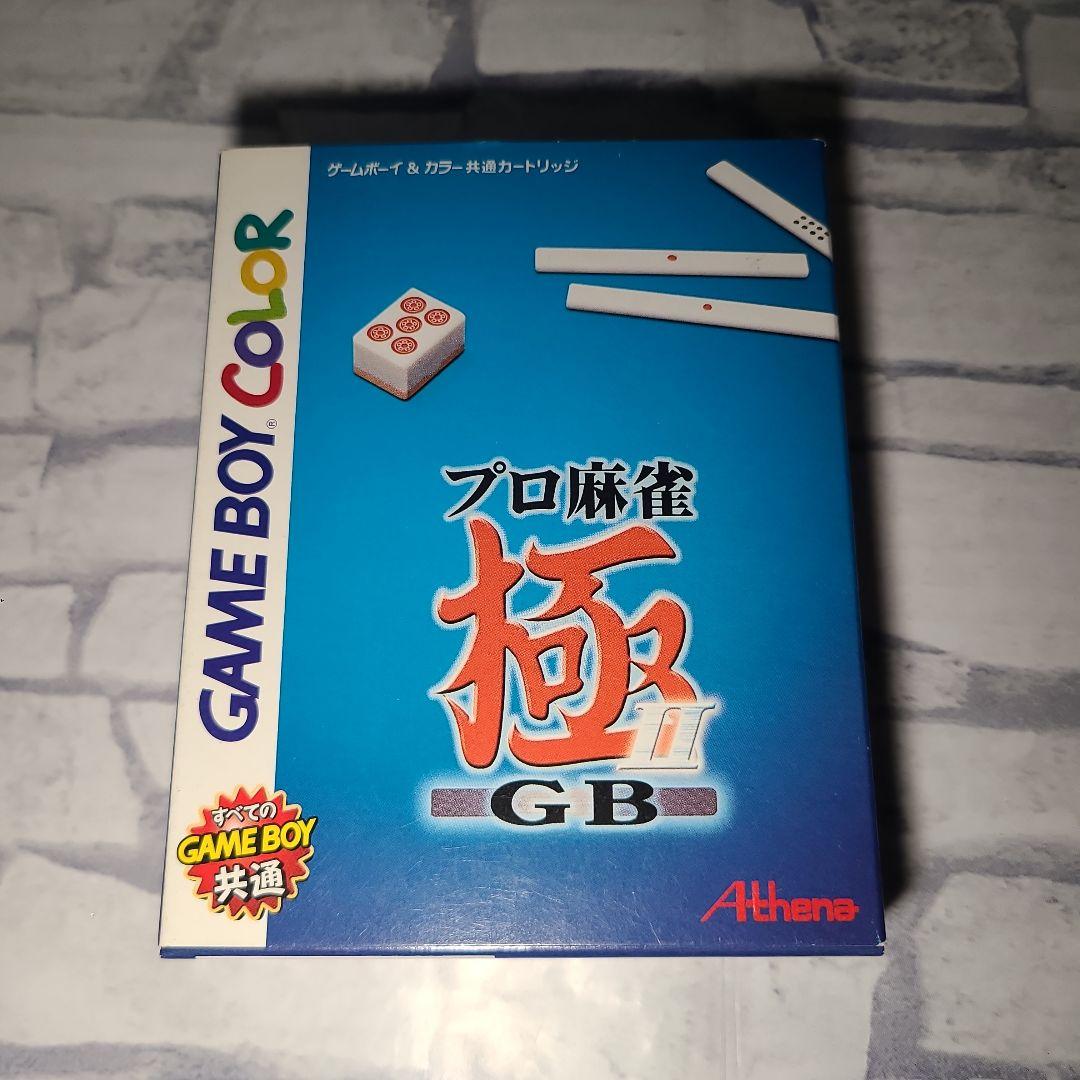 ゲームボーイ & カラー共通カートリッジ
GAME BOY COLOR
®
プロ麻雀
極
II
GB
すべての
GAME BOY
共通
Athena